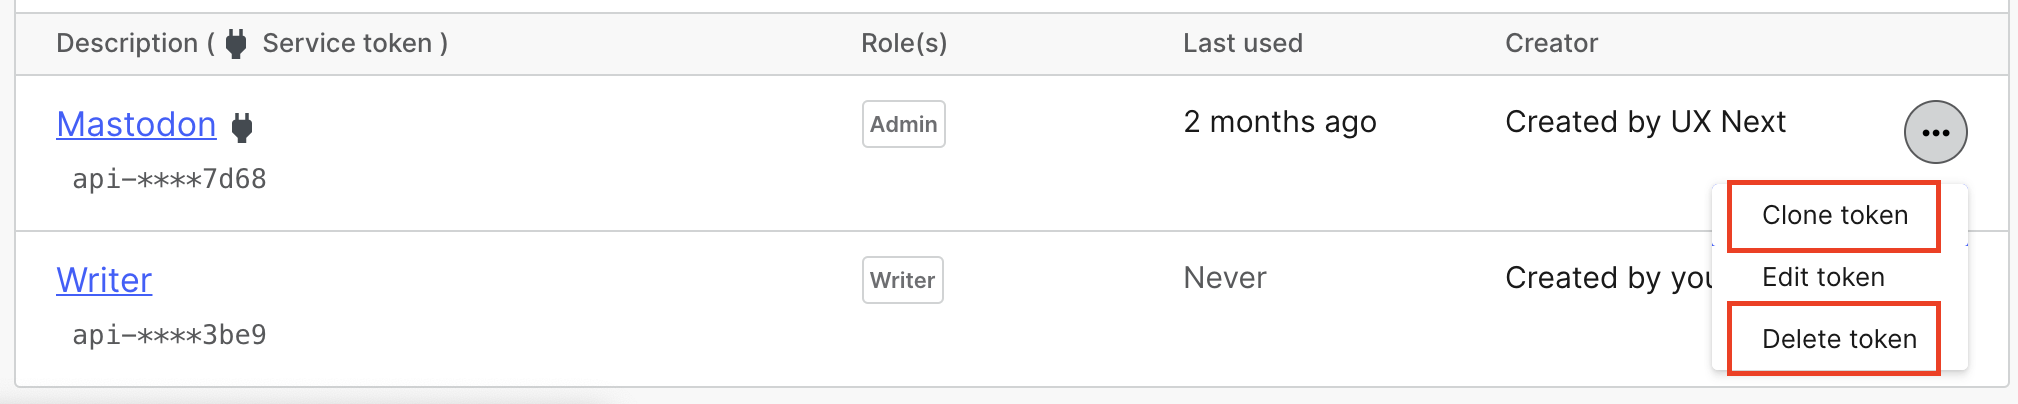 Description ( Service token ) Role(s) Last used Creator
Mastodon Admin 2 months ago Created by UX Next
api-****7d68
Clone token
Writer Writer Never Created by you
Edit token
api-****3be9
Delete token